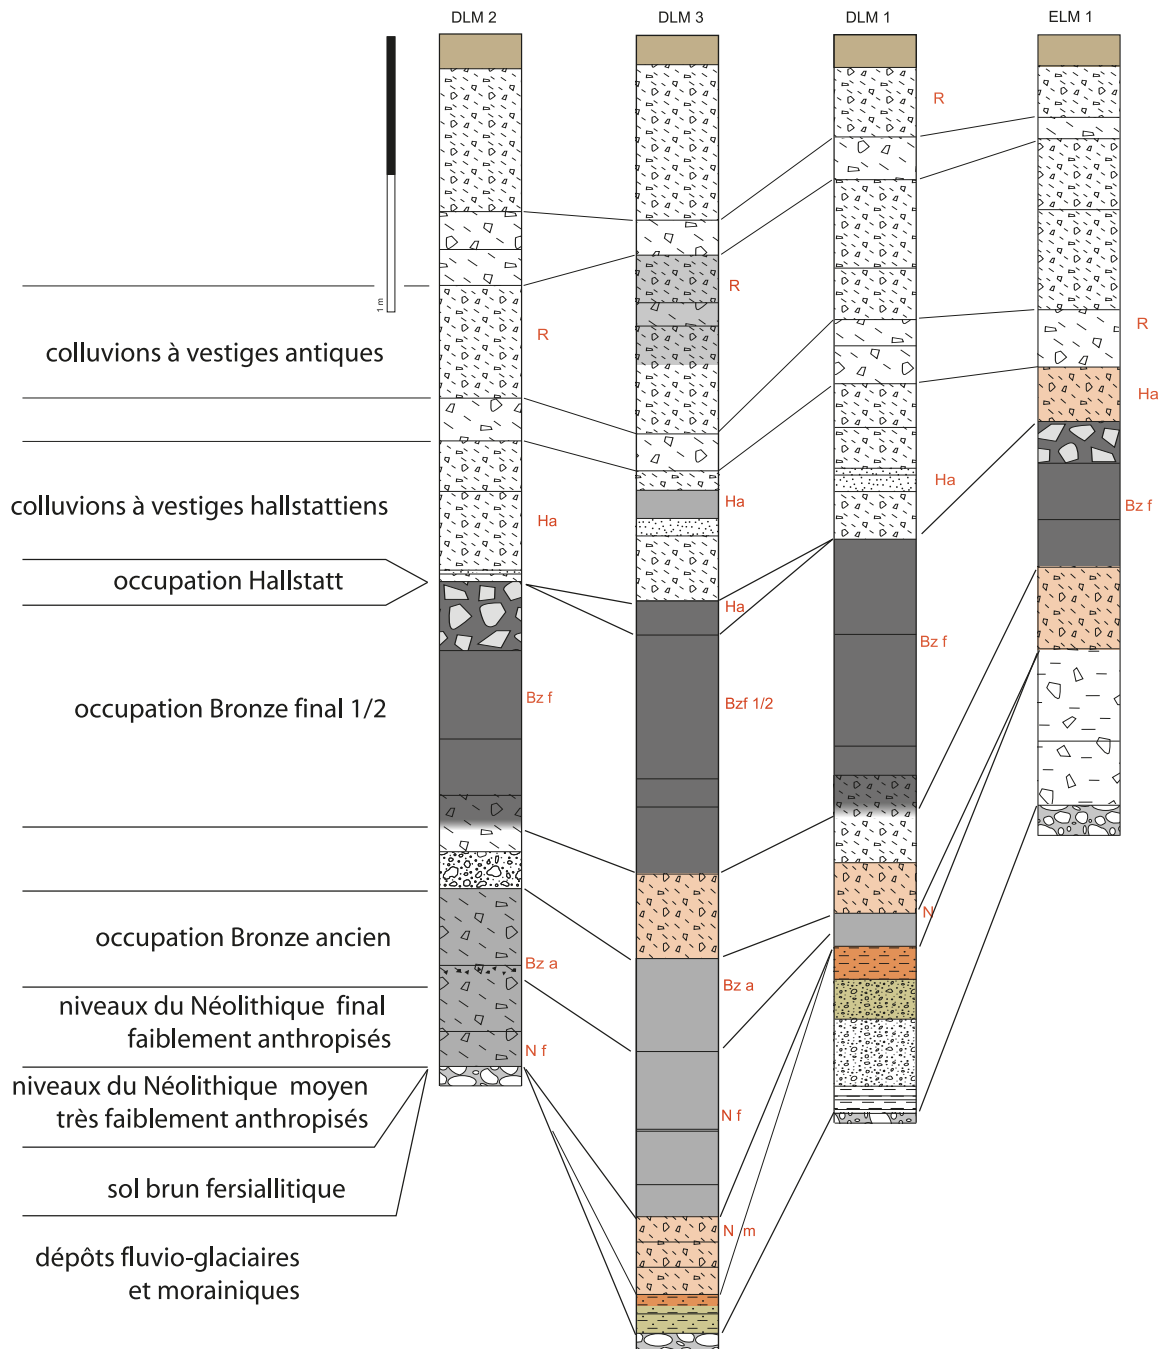 DLM 2
DLM 3
DLM 1
ELM 1
1 m
R
R
R
R
colluvions à vestiges antiques
Ha
Ha
Ha
Ha
colluvions à vestiges hallstattiens
Bz f
occupation Hallstatt
Ha
Bz f
Bz f
Bzf 1/2
occupation Bronze final 1/2
N
occupation Bronze ancien
Bz a
Bz a
niveaux du Néolithique final
faiblement anthropisés
N f
N f
niveaux du Néolithique moyen
très faiblement anthropisés
sol brun fersiallitique
N m
dépôts fluvio-glaciaires
et morainiques